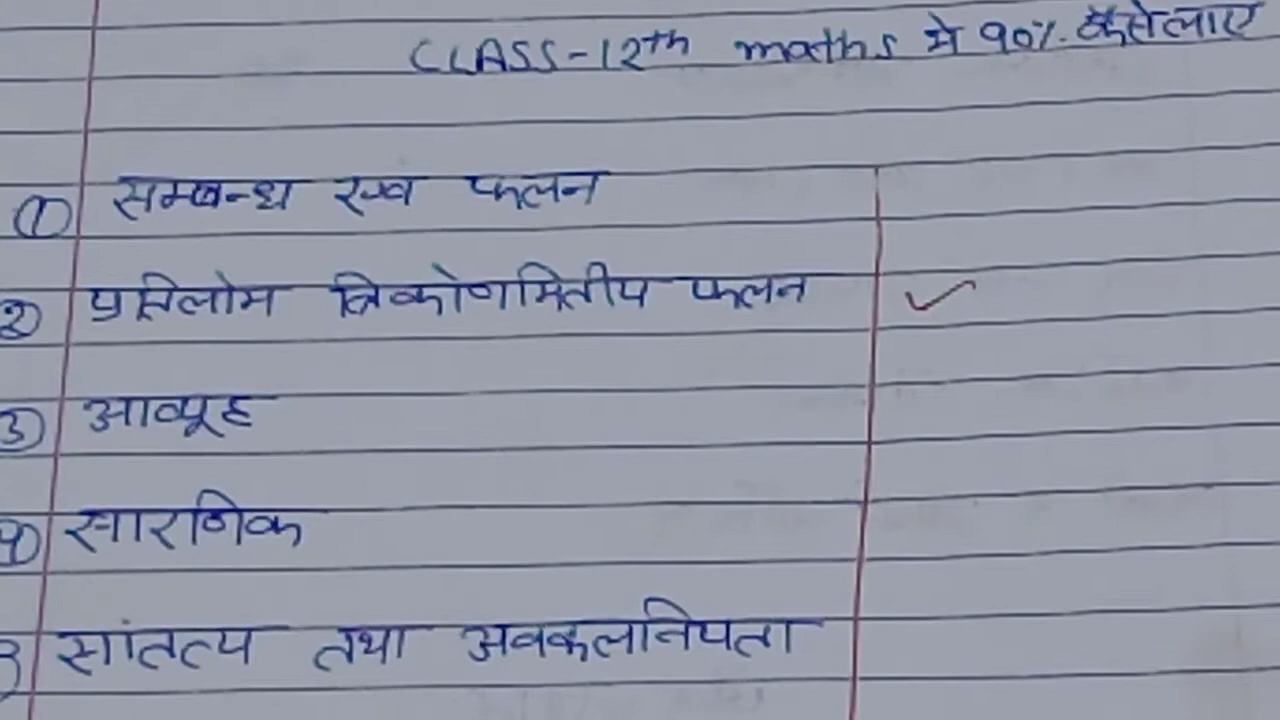 CLASS-12th maths मे 90%. कैसे लाए
① सम्बन्ध एवं फलन
② प्रतिलोम त्रिकोणमितीय फलन ✓
③ आव्यूह
④ सारणिक
सांतत्य तथा अवकलनियता